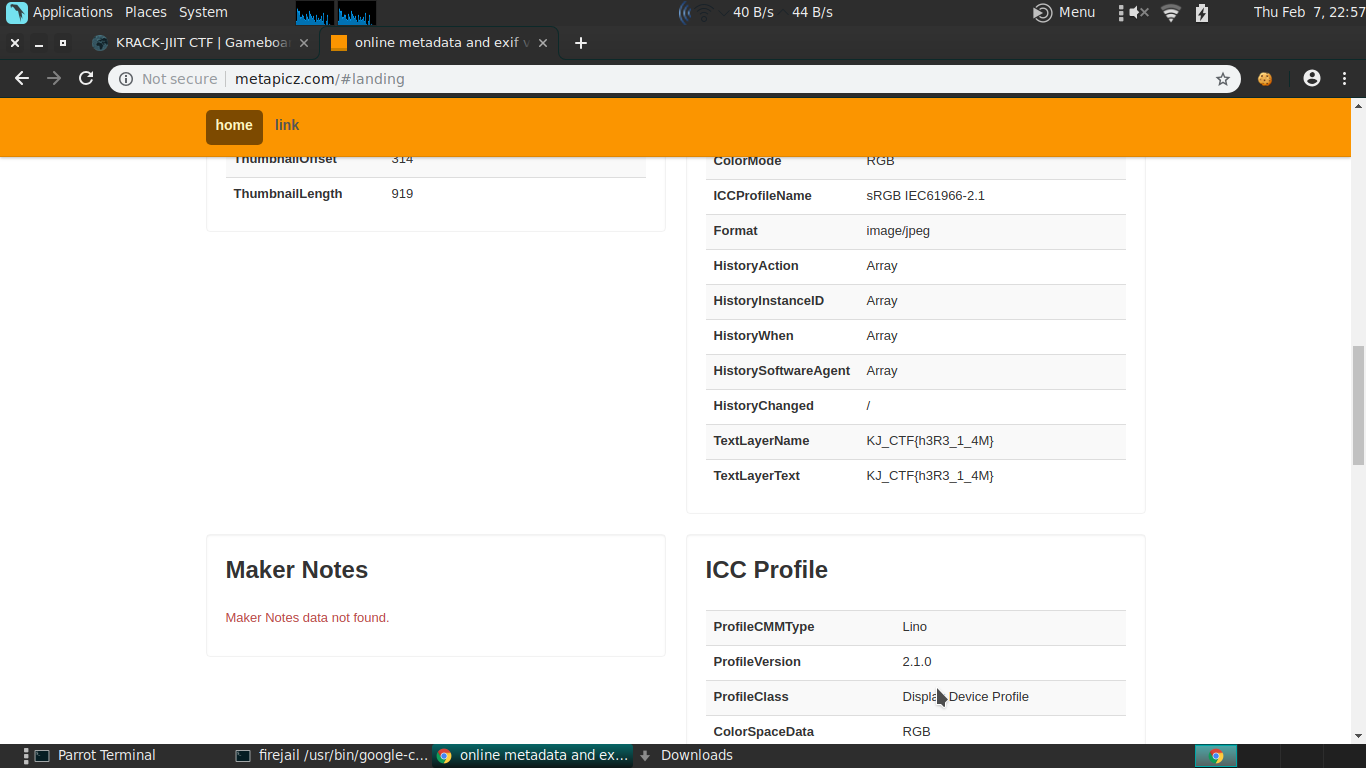 Applications Places System 40 B/s 44 B/s Menu Thu Feb 7, 22:57
KRACK-JIIT CTF | Gameboa online metadata and exif v
Not secure metapicz.com/#landing
home link
ThumbnailOffset 314
ThumbnailLength 919
ColorMode RGB
ICCProfileName sRGB IEC61966-2.1
Format image/jpeg
HistoryAction Array
HistoryInstanceID Array
HistoryWhen Array
HistorySoftwareAgent Array
HistoryChanged /
TextLayerName KJ_CTF{h3R3_1_4M}
TextLayerText KJ_CTF{h3R3_1_4M}
Maker Notes
Maker Notes data not found.
ICC Profile
ProfileCMMType Lino
ProfileVersion 2.1.0
ProfileClass Display Device Profile
ColorSpaceData RGB
Parrot Terminal firejail /usr/bin/google-c... online metadata and ex... Downloads